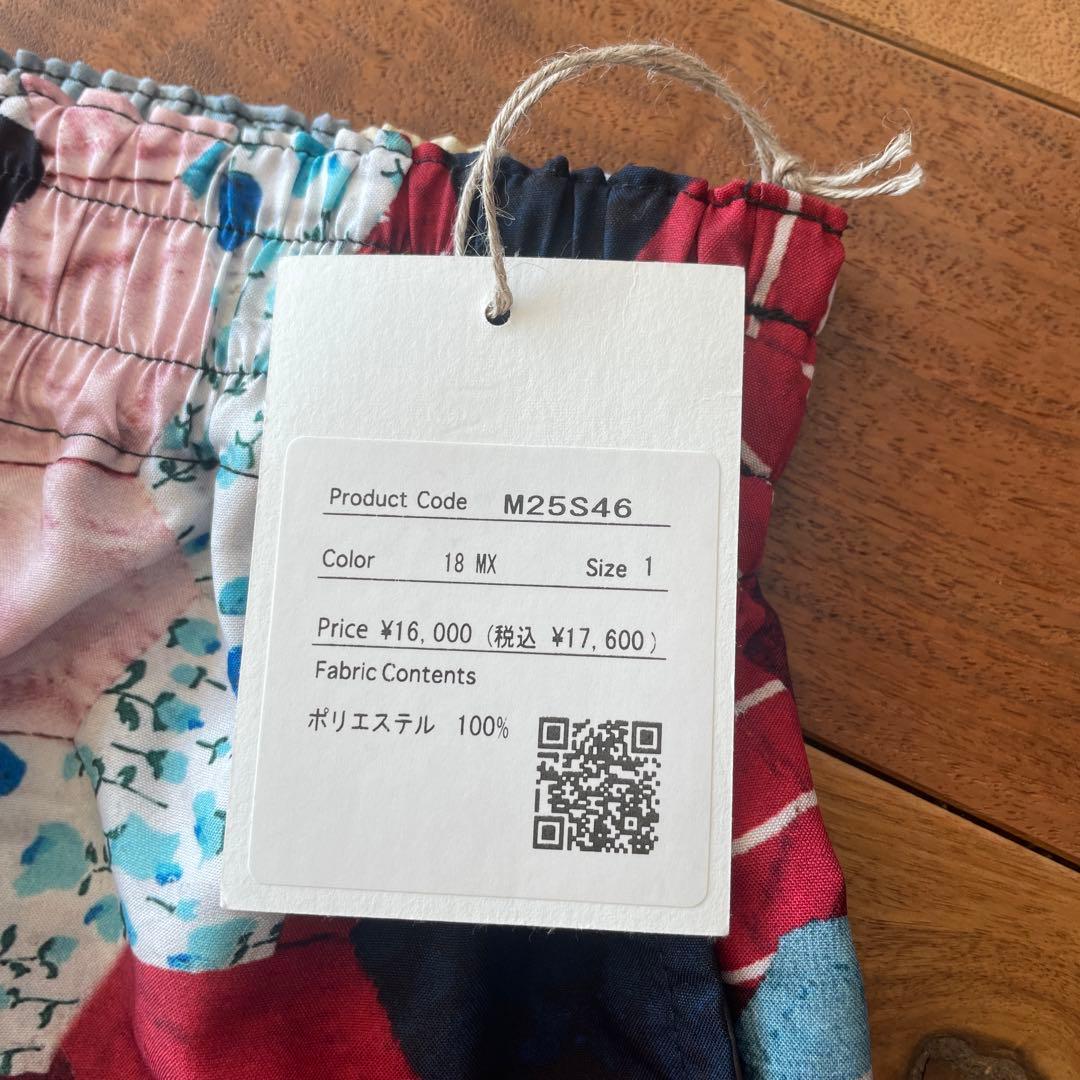 Product Code M25S46
Color 18 MX Size 1
Price ¥16,000 (税込 ¥17,600)
Fabric Contents
ポリエステル 100%